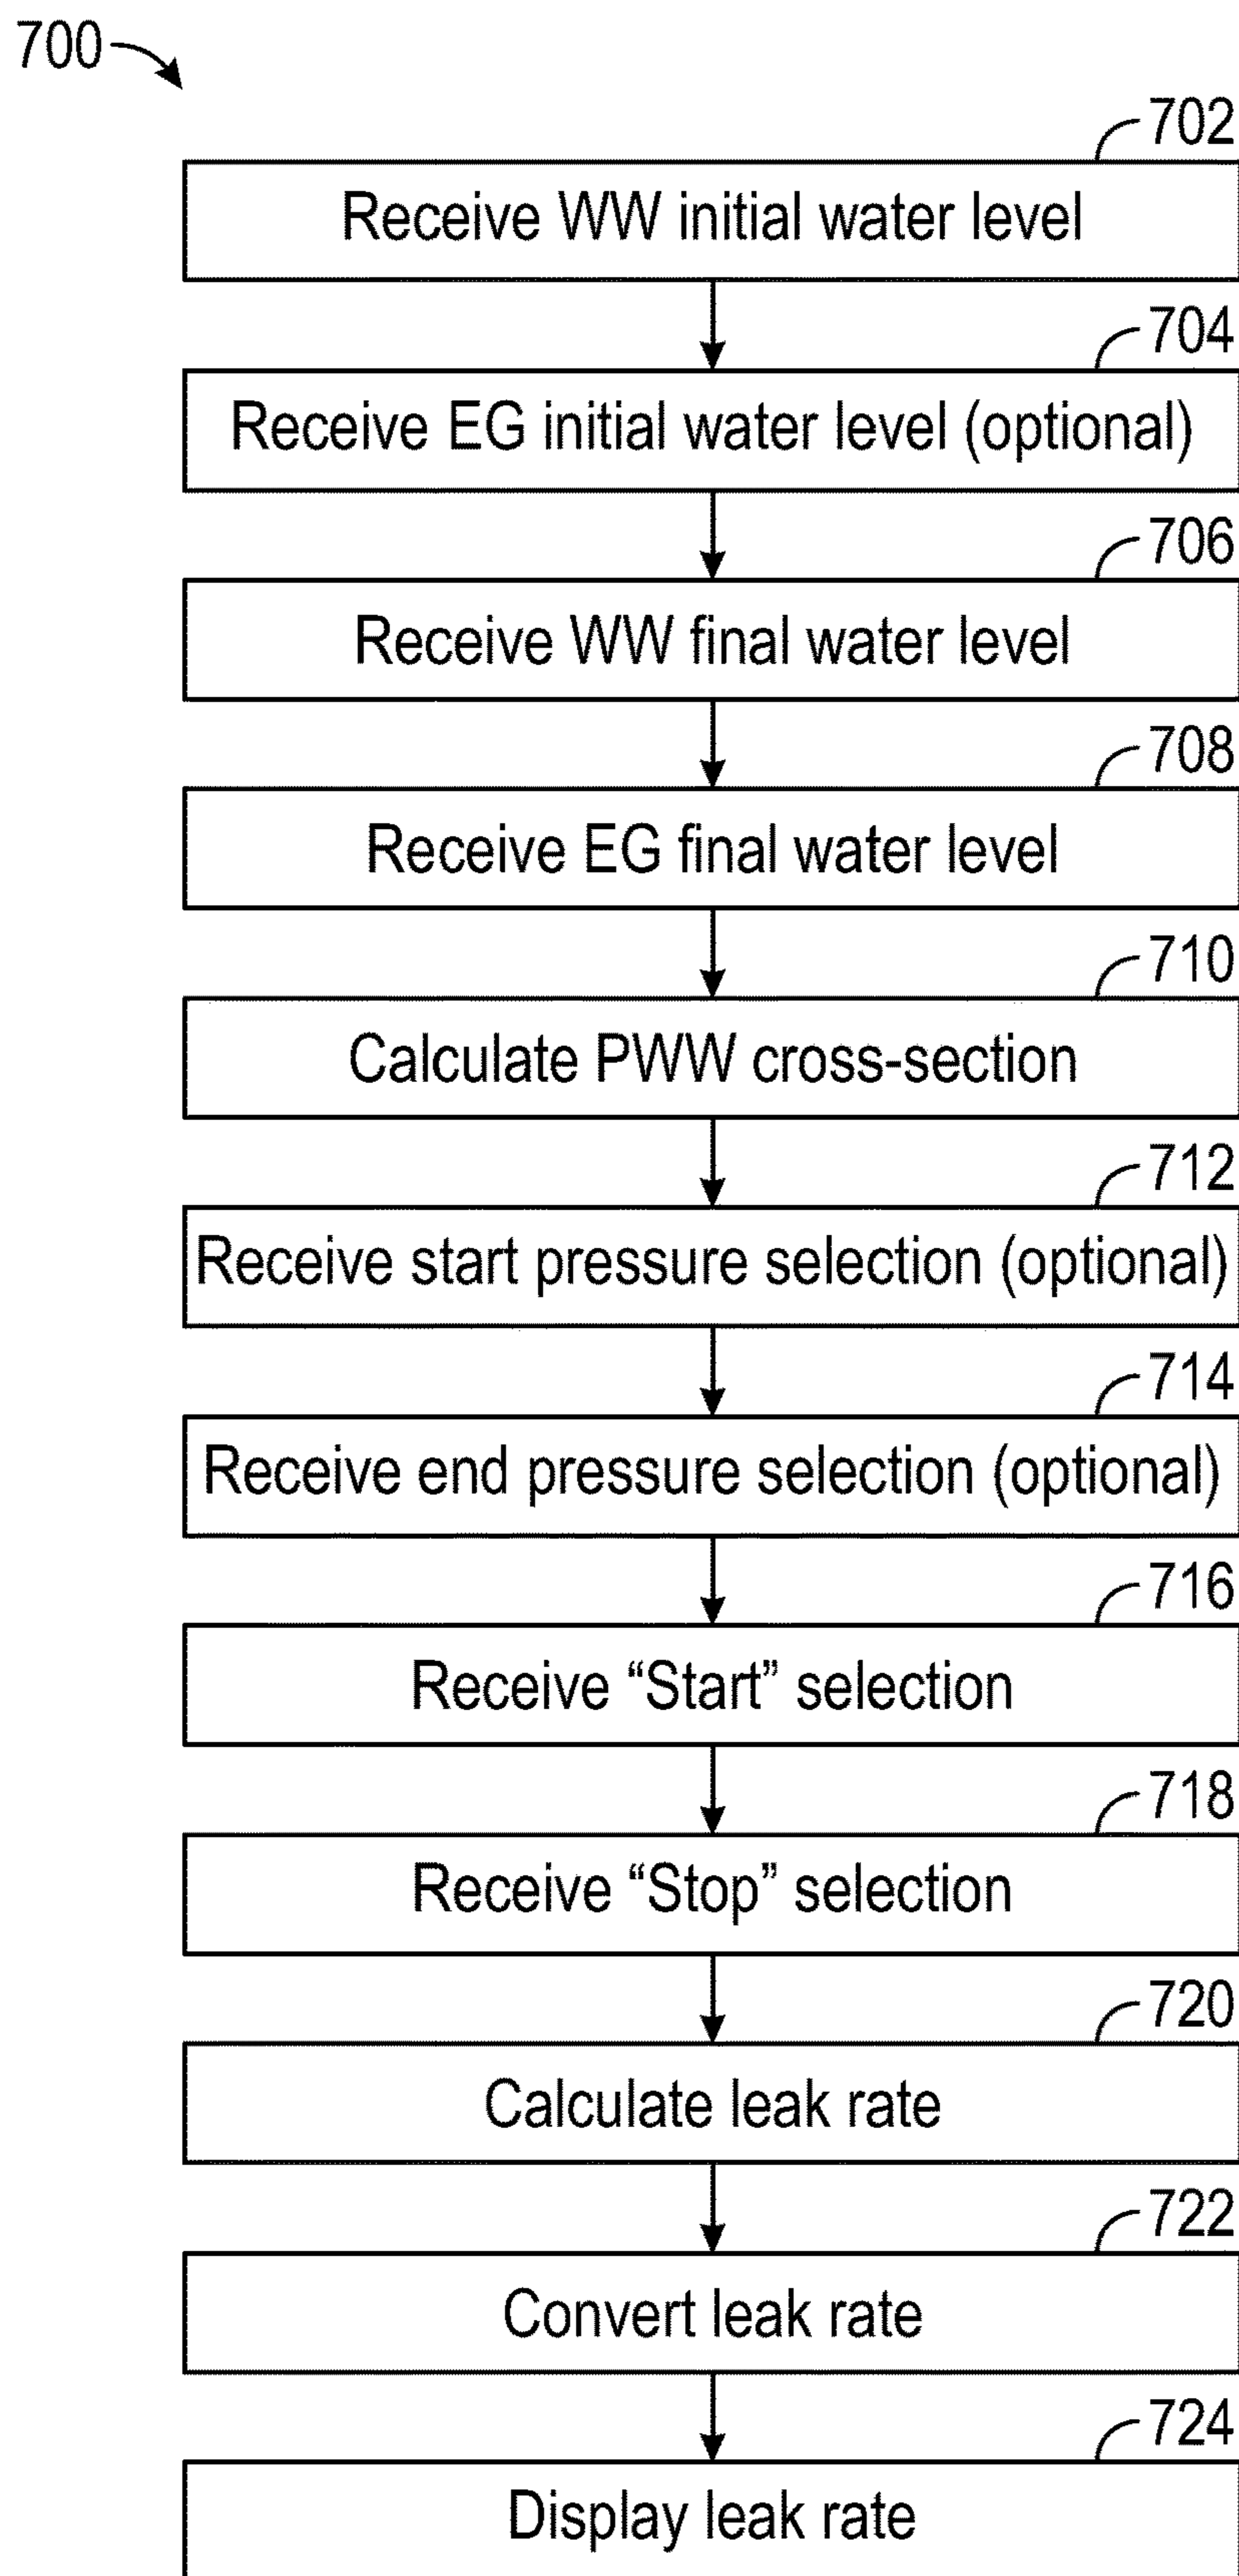 700
702
Receive WW initial water level
704
Receive EG initial water level (optional)
706
Receive WW final water level
708
Receive EG final water level
710
Calculate PWW cross-section
712
Receive start pressure selection (optional)
714
Receive end pressure selection (optional)
716
Receive “Start” selection
718
Receive “Stop” selection
720
Calculate leak rate
722
Convert leak rate
724
Display leak rate